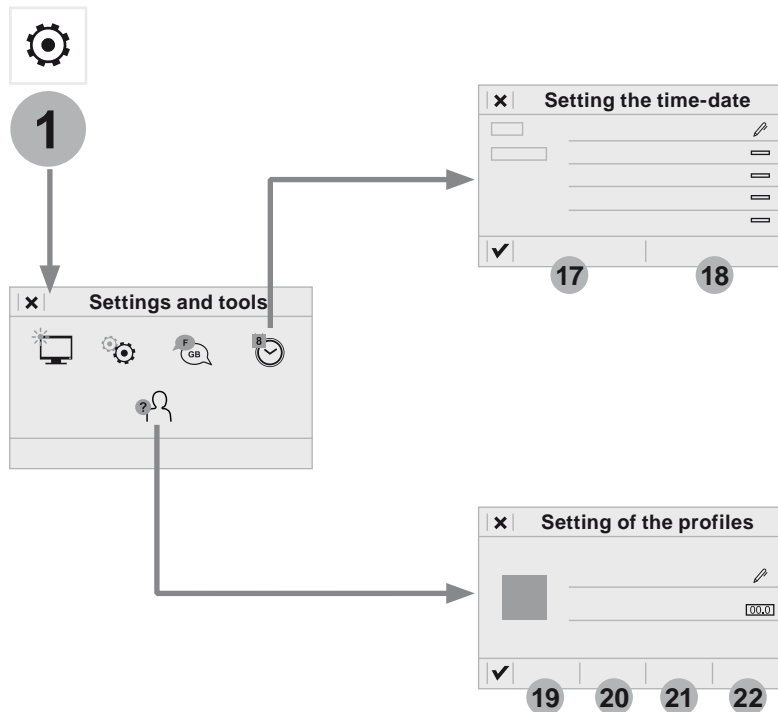 1
Settings and tools
F
GB
8
?
Setting the time-date
17
18
Setting of the profiles
00.0
19
20
21
22